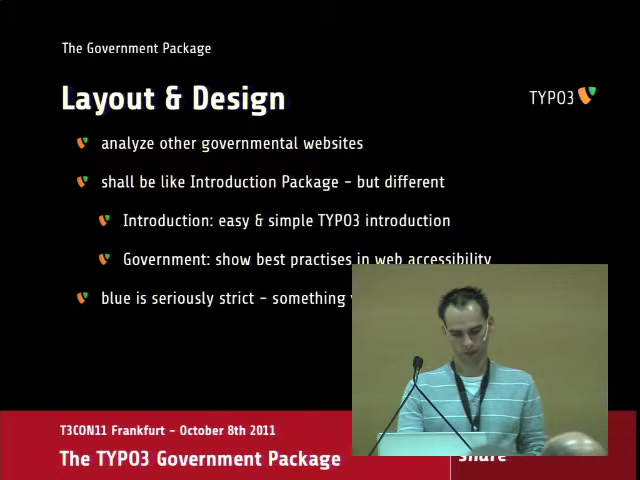 The Government Package
Layout & Design
TYPO3
analyze other governmental websites
shall be like Introduction Package - but different
Introduction: easy & simple TYPO3 introduction
Government: show best practises in web accessibility
blue is seriously strict - something
T3CON11 Frankfurt - October 8th 2011
The TYPO3 Government Package
share